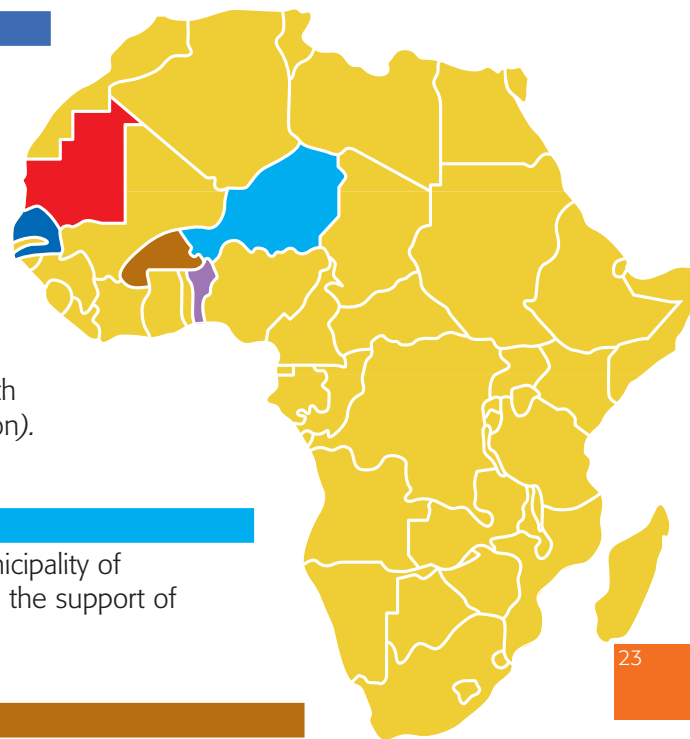 th
on).
nicipality of
the support of
23